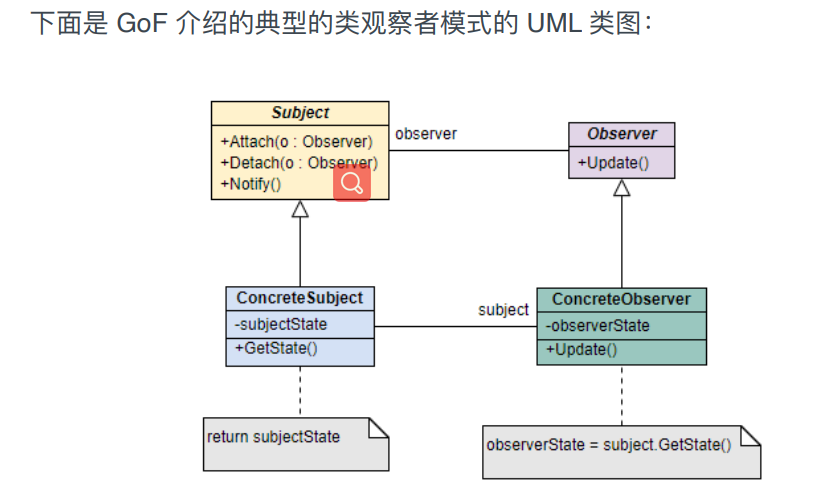 下面是 GoF 介绍的典型的类观察者模式的 UML 类图：
Subject
+Attach(o : Observer)
+Detach(o : Observer)
+Notify()
observer
Observer
+Update()
ConcreteSubject
-subjectState
+GetState()
subject
ConcreteObserver
-observerState
+Update()
return subjectState
observerState = subject.GetState()